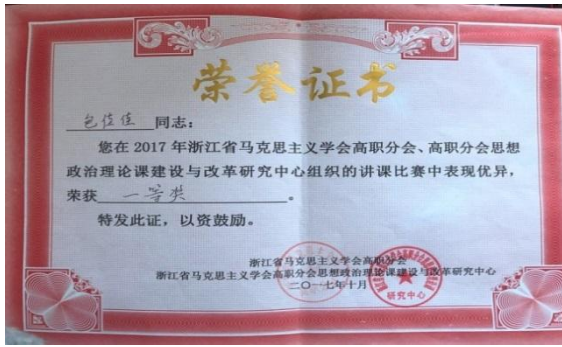 荣誉证书
包佳佳 同志：
您在 2017 年浙江省马克思主义学会高职分会、高职分会思想
政治理论课建设与改革研究中心组织的讲课比赛中表现优异，
荣获 一等奖 。
特发此证，以资鼓励。
浙江省马克思主义学会高职分会
浙江省马克思主义学会高职分会思想政治理论课建设与改革研究中心
二〇一七年十月
研究中心